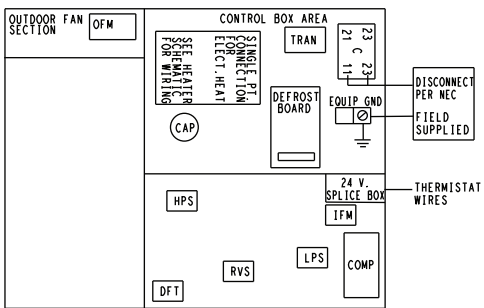 OUTDOOR FAN
SECTION
OFM
CONTROL BOX AREA
SINGLE PT.
CONNECTION
FOR
ELECT.HEAT
SEE HEATER
SCHEMATIC
FOR WIRING
TRAN
21 23
C
11 23
DISCONNECT
PER NEC
DEFROST
BOARD
EQUIP GND
FIELD
SUPPLIED
CAP
24 V.
SPLICE BOX
THERMISTAT
WIRES
HPS
IFM
LPS
COMP
RVS
DFT